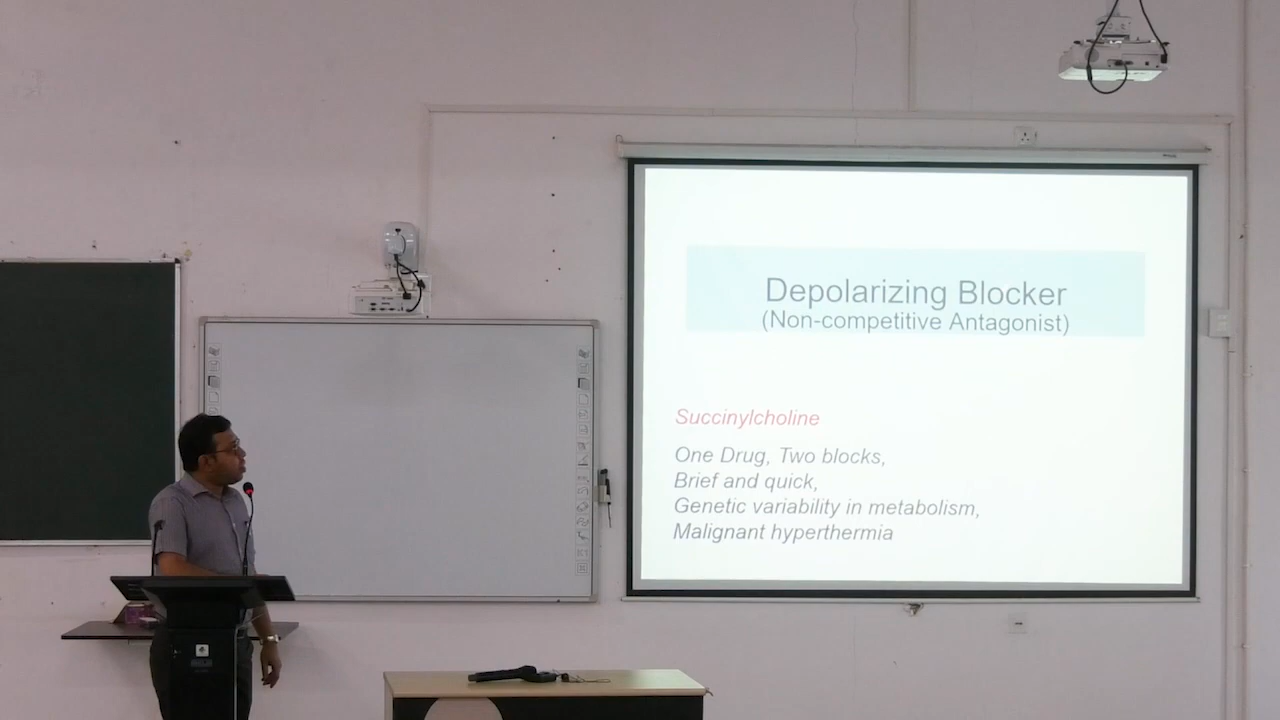 Depolarizing Blocker
(Non-competitive Antagonist)
Succinylcholine
One Drug, Two blocks,
Brief and quick,
Genetic variability in metabolism,
Malignant hyperthermia